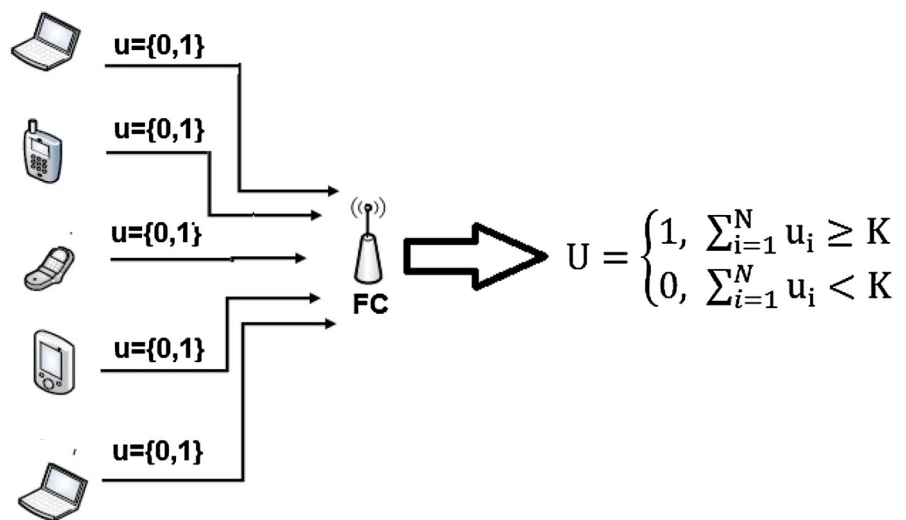 u={0,1}
u={0,1}
u={0,1}
u={0,1}
u={0,1}
((ᵒ))
FC
U = {1, ∑_{i=1}^{N} u_i ≥ K
0, ∑_{i=1}^{N} u_i < K